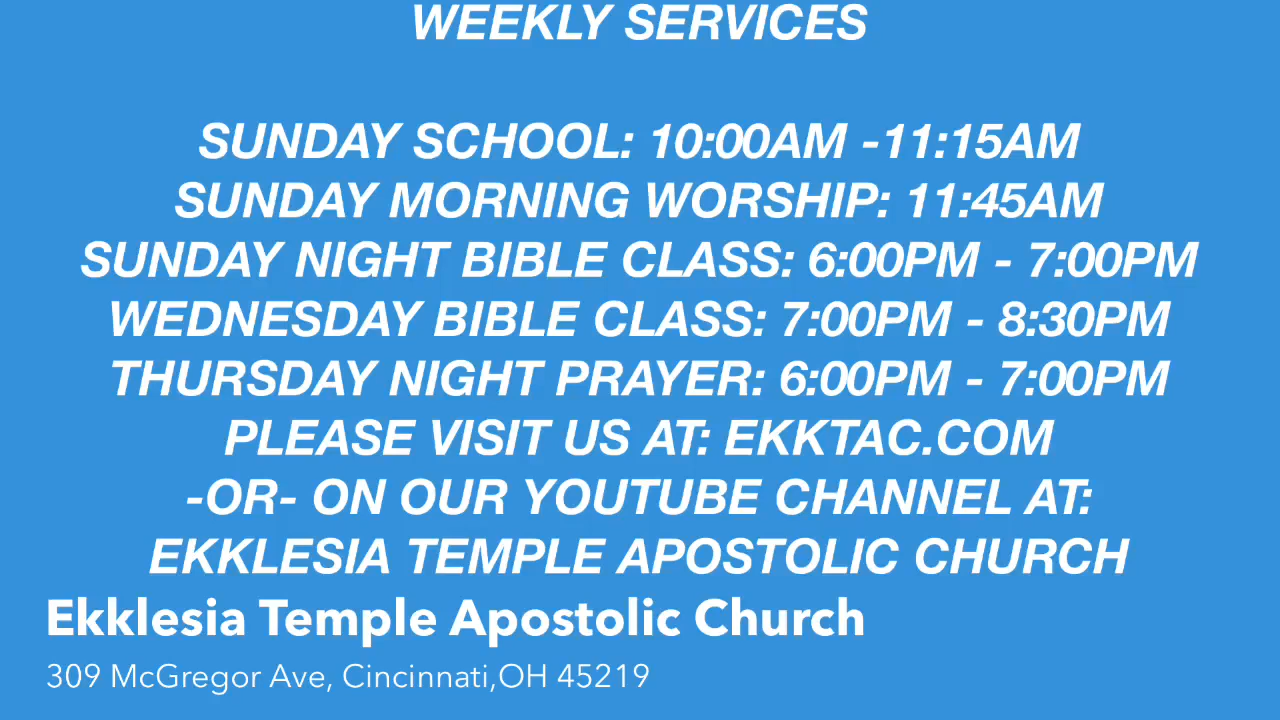 WEEKLY SERVICES
SUNDAY SCHOOL: 10:00AM -11:15AM
SUNDAY MORNING WORSHIP: 11:45AM
SUNDAY NIGHT BIBLE CLASS: 6:00PM - 7:00PM
WEDNESDAY BIBLE CLASS: 7:00PM - 8:30PM
THURSDAY NIGHT PRAYER: 6:00PM - 7:00PM
PLEASE VISIT US AT: EKKTAC.COM
-OR- ON OUR YOUTUBE CHANNEL AT:
EKKLESIA TEMPLE APOSTOLIC CHURCH
Ekklesia Temple Apostolic Church
309 McGregor Ave, Cincinnati,OH 45219